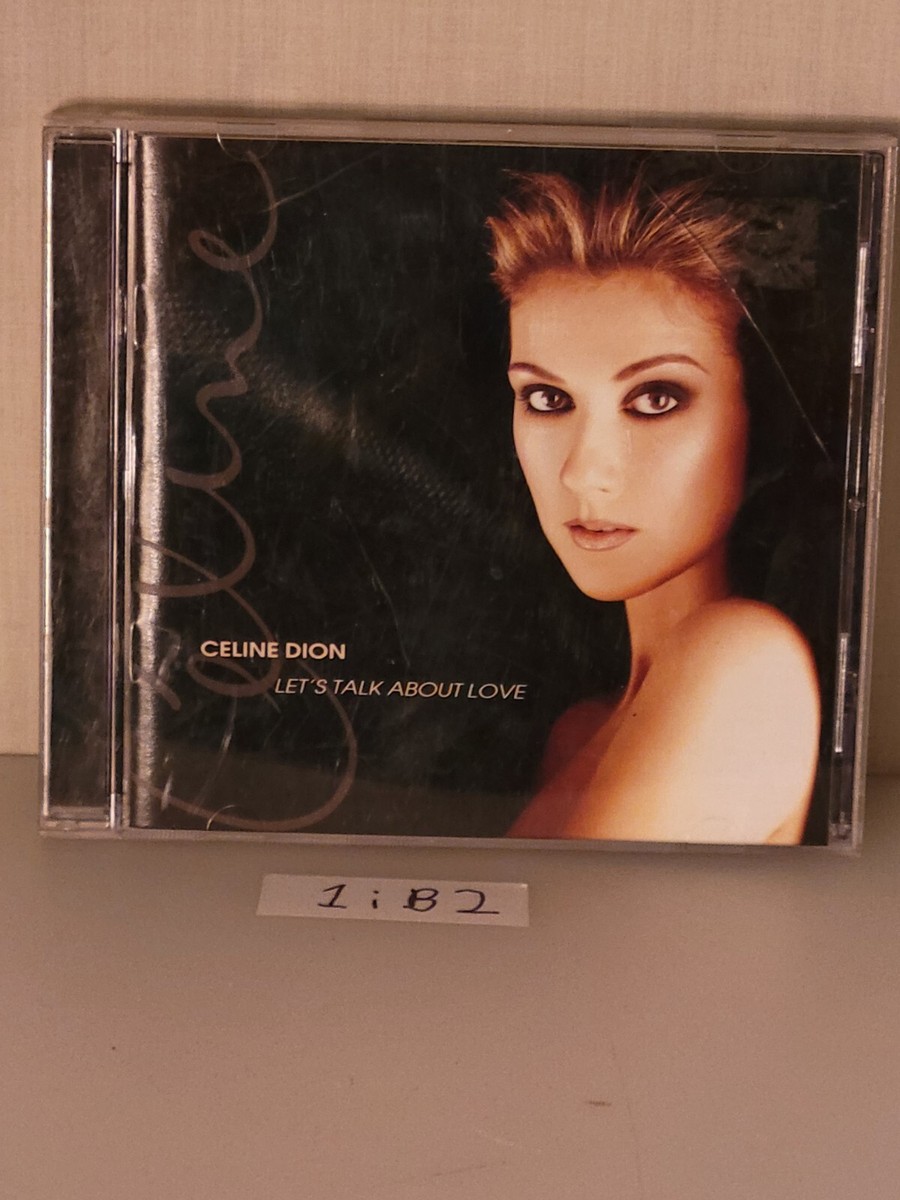 Celine
CELINE DION
LET'S TALK ABOUT LOVE
1:B2